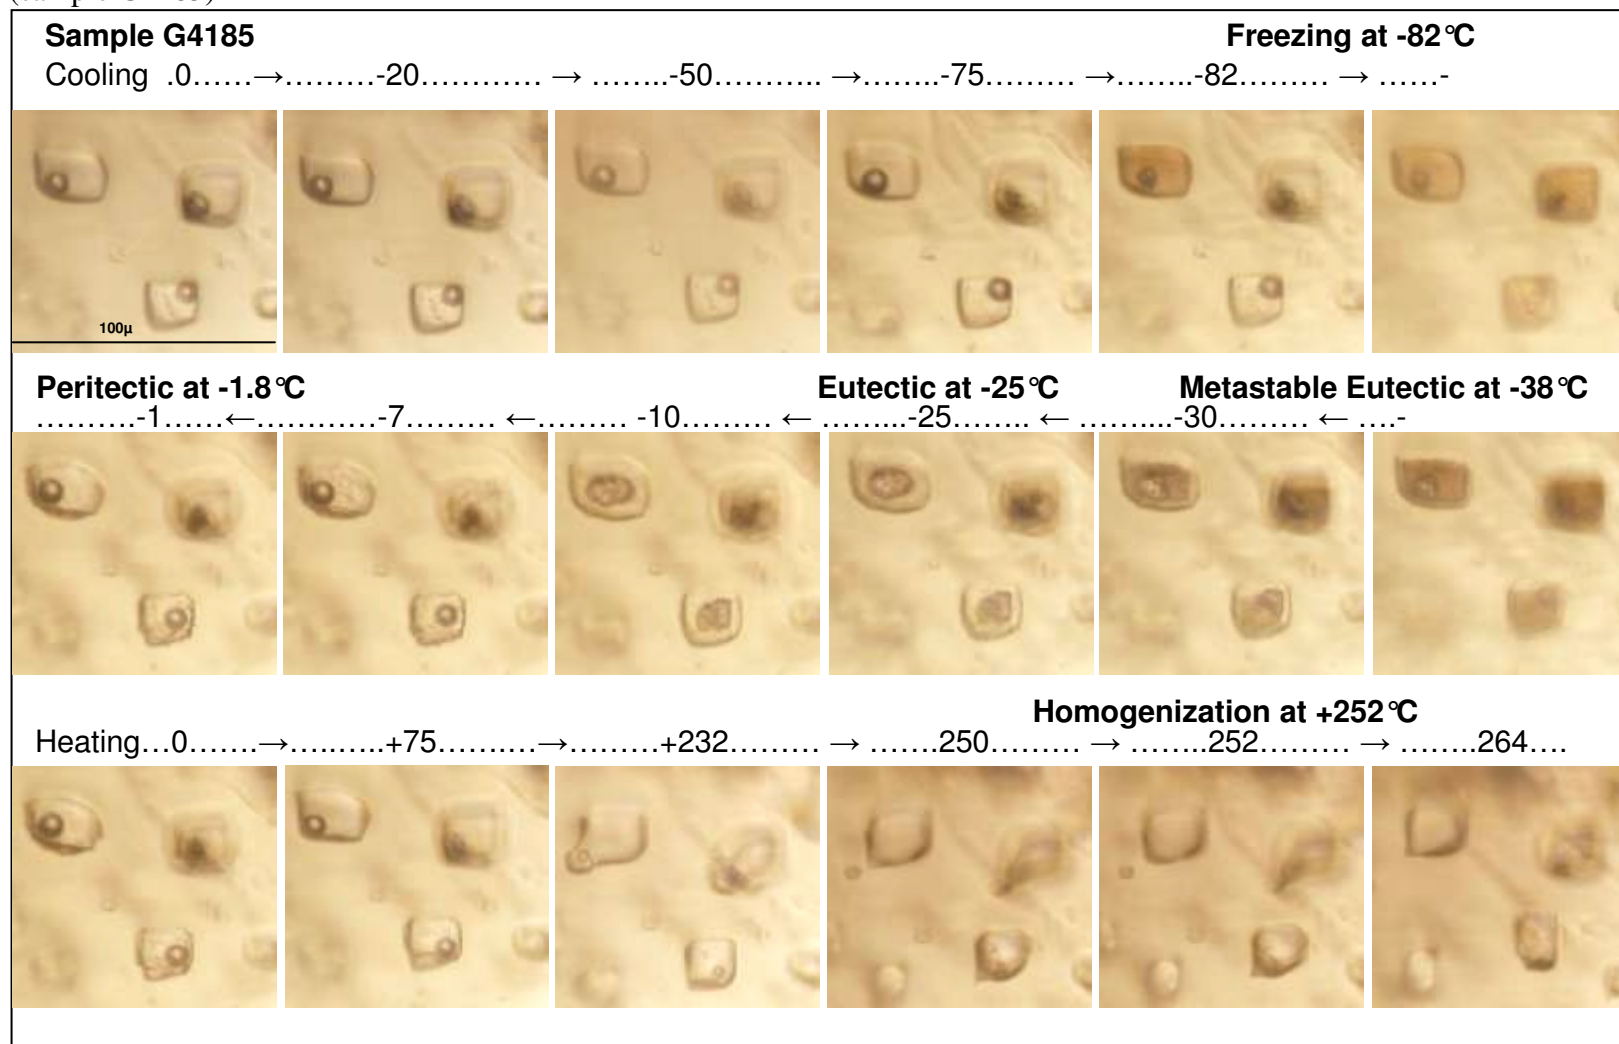 Sample G4185 Freezing at -82°C
Cooling .0......→.........-20............ → ........-50........... →........-75......... →........-82......... → ......-
100µ
Peritectic at -1.8°C Eutectic at -25°C Metastable Eutectic at -38°C
..........-1......←.............-7......... ←......... -10......... ← .........-25........ ← ..........-30......... ← ....-
Homogenization at +252°C
Heating...0.......→.........+75..........→.........+232......... → .......250......... → ........252......... → ........264....